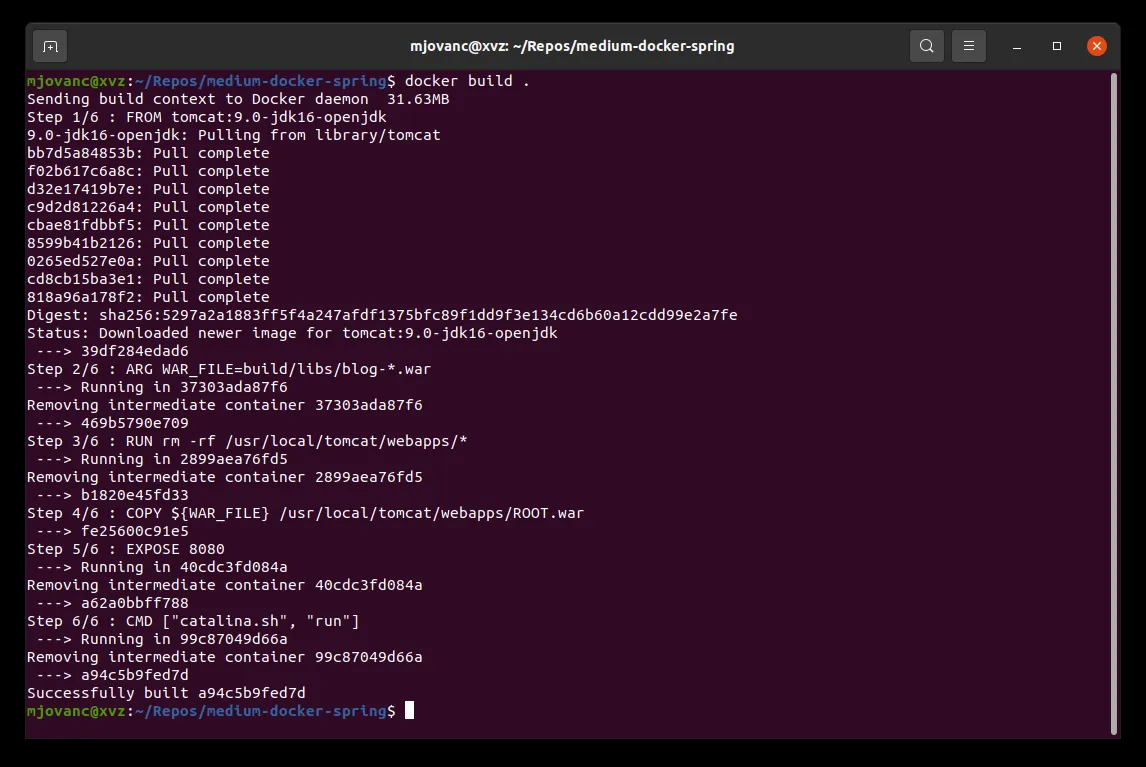 mjovanc@xvz: ~/Repos/medium-docker-spring
mjovanc@xvz:~/Repos/medium-docker-spring$ docker build .
Sending build context to Docker daemon  31.63MB
Step 1/6 : FROM tomcat:9.0-jdk16-openjdk
9.0-jdk16-openjdk: Pulling from library/tomcat
bb7d5a84853b: Pull complete
f02b617c6a8c: Pull complete
d32e17419b7e: Pull complete
c9d2d81226a4: Pull complete
cbae81fdbbf5: Pull complete
8599b41b2126: Pull complete
0265ed527e0a: Pull complete
cd8cb15ba3e1: Pull complete
818a96a178f2: Pull complete
Digest: sha256:5297a2a1883ff5f4a247afdf1375bfc89f1dd9f3e134cd6b60a12cdd99e2a7fe
Status: Downloaded newer image for tomcat:9.0-jdk16-openjdk
 ---> 39df284edad6
Step 2/6 : ARG WAR_FILE=build/libs/blog-*.war
 ---> Running in 37303ada87f6
Removing intermediate container 37303ada87f6
 ---> 469b5790e709
Step 3/6 : RUN rm -rf /usr/local/tomcat/webapps/*
 ---> Running in 2899aea76fd5
Removing intermediate container 2899aea76fd5
 ---> b1820e45fd33
Step 4/6 : COPY ${WAR_FILE} /usr/local/tomcat/webapps/ROOT.war
 ---> fe25600c91e5
Step 5/6 : EXPOSE 8080
 ---> Running in 40cdc3fd084a
Removing intermediate container 40cdc3fd084a
 ---> a62a0bbff788
Step 6/6 : CMD ["catalina.sh", "run"]
 ---> Running in 99c87049d66a
Removing intermediate container 99c87049d66a
 ---> a94c5b9fed7d
Successfully built a94c5b9fed7d
mjovanc@xvz:~/Repos/medium-docker-spring$